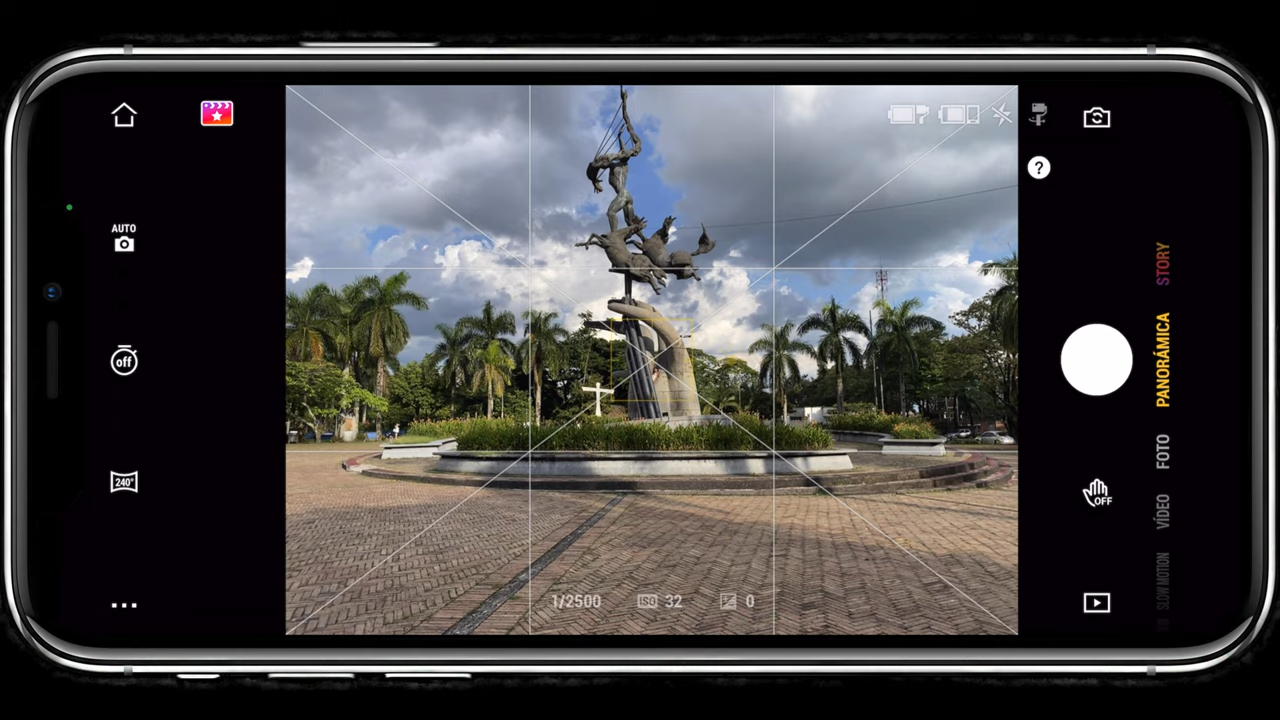 AUTO
off
240°
1/2500
ISO 32
0
?
STORY
PANORÁMICA
FOTO
VÍDEO
SLOW MOTION
OFF